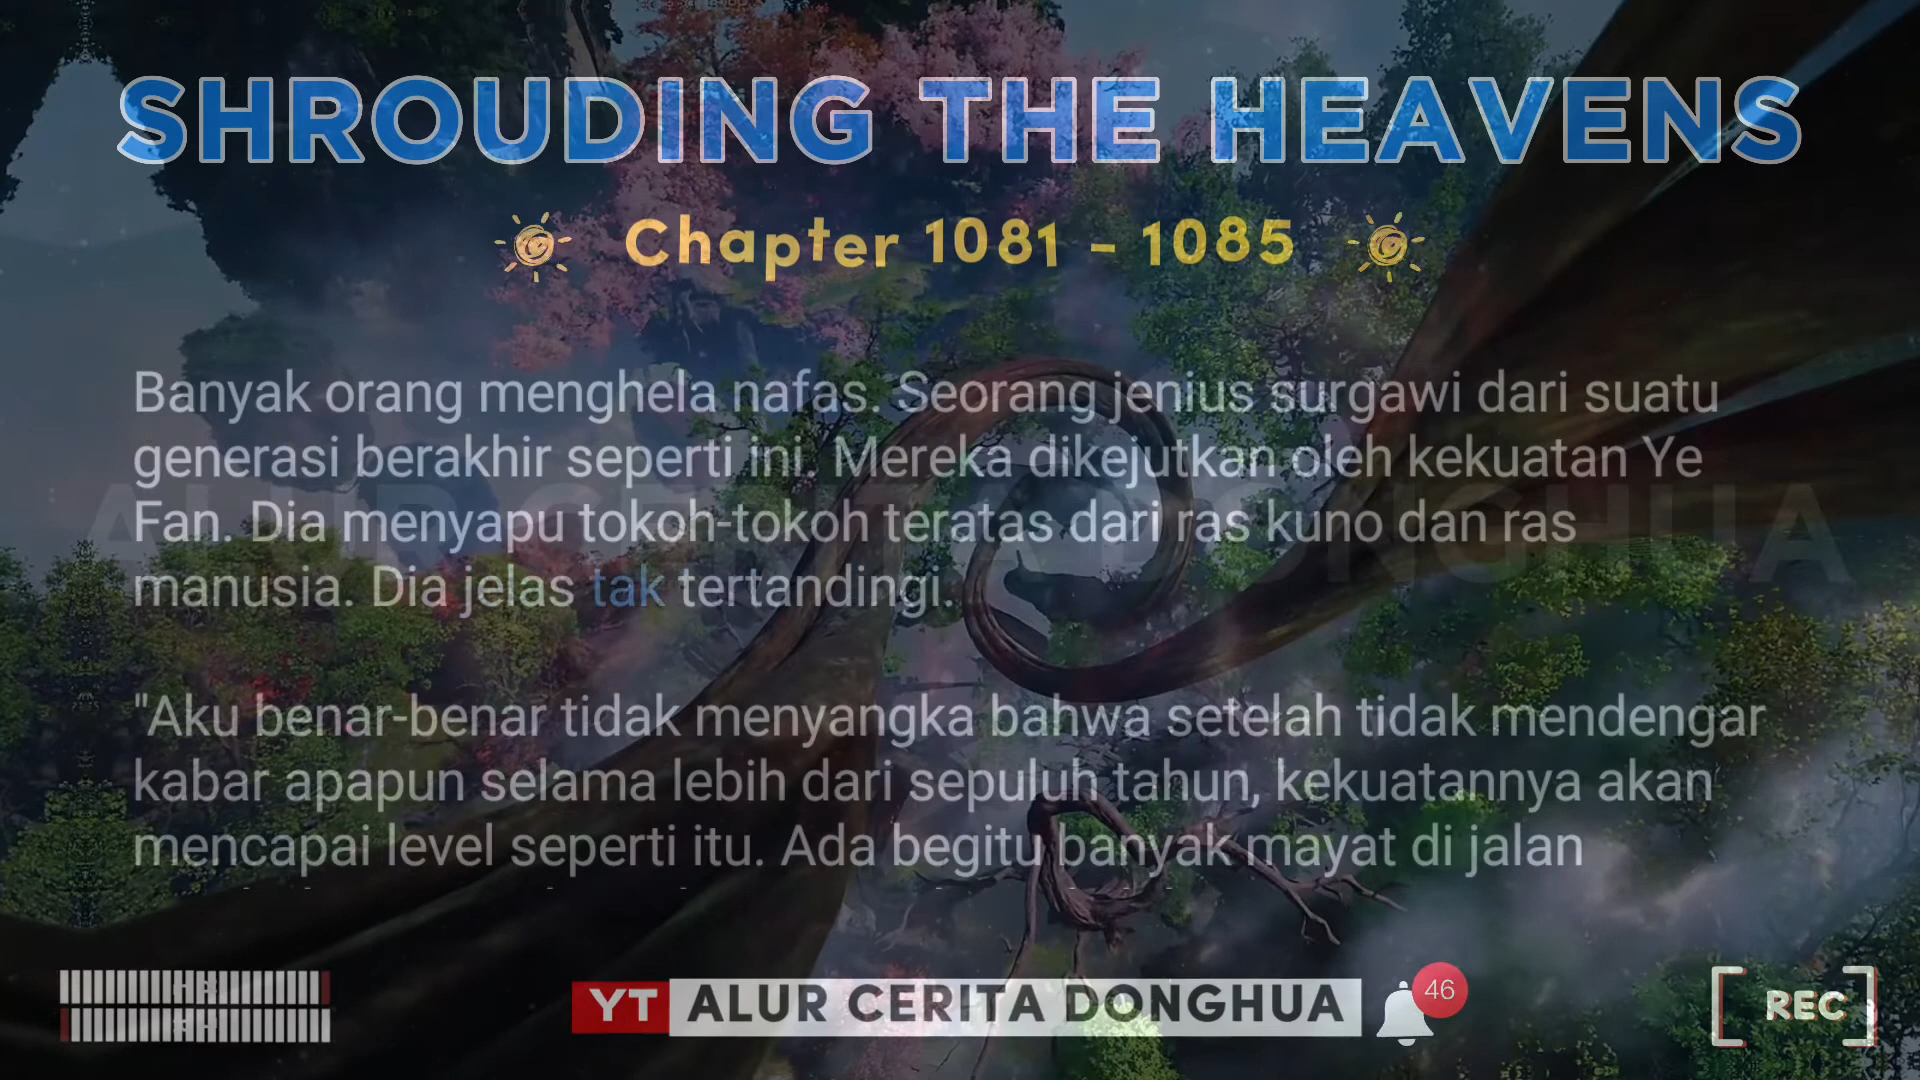 SHROUDING THE HEAVENS
Chapter 1081 - 1085
Banyak orang menghela nafas. Seorang jenius surgawi dari suatu
generasi berakhir seperti ini. Mereka dikejutkan oleh kekuatan Ye
Fan. Dia menyapu tokoh-tokoh teratas dari ras kuno dan ras
manusia. Dia jelas tak tertandingi.
ALUR CERITA DONGHUA
"Aku benar-benar tidak menyangka bahwa setelah tidak mendengar
kabar apapun selama lebih dari sepuluh tahun, kekuatannya akan
mencapai level seperti itu. Ada begitu banyak mayat di jalan
YT ALUR CERITA DONGHUA 46
REC